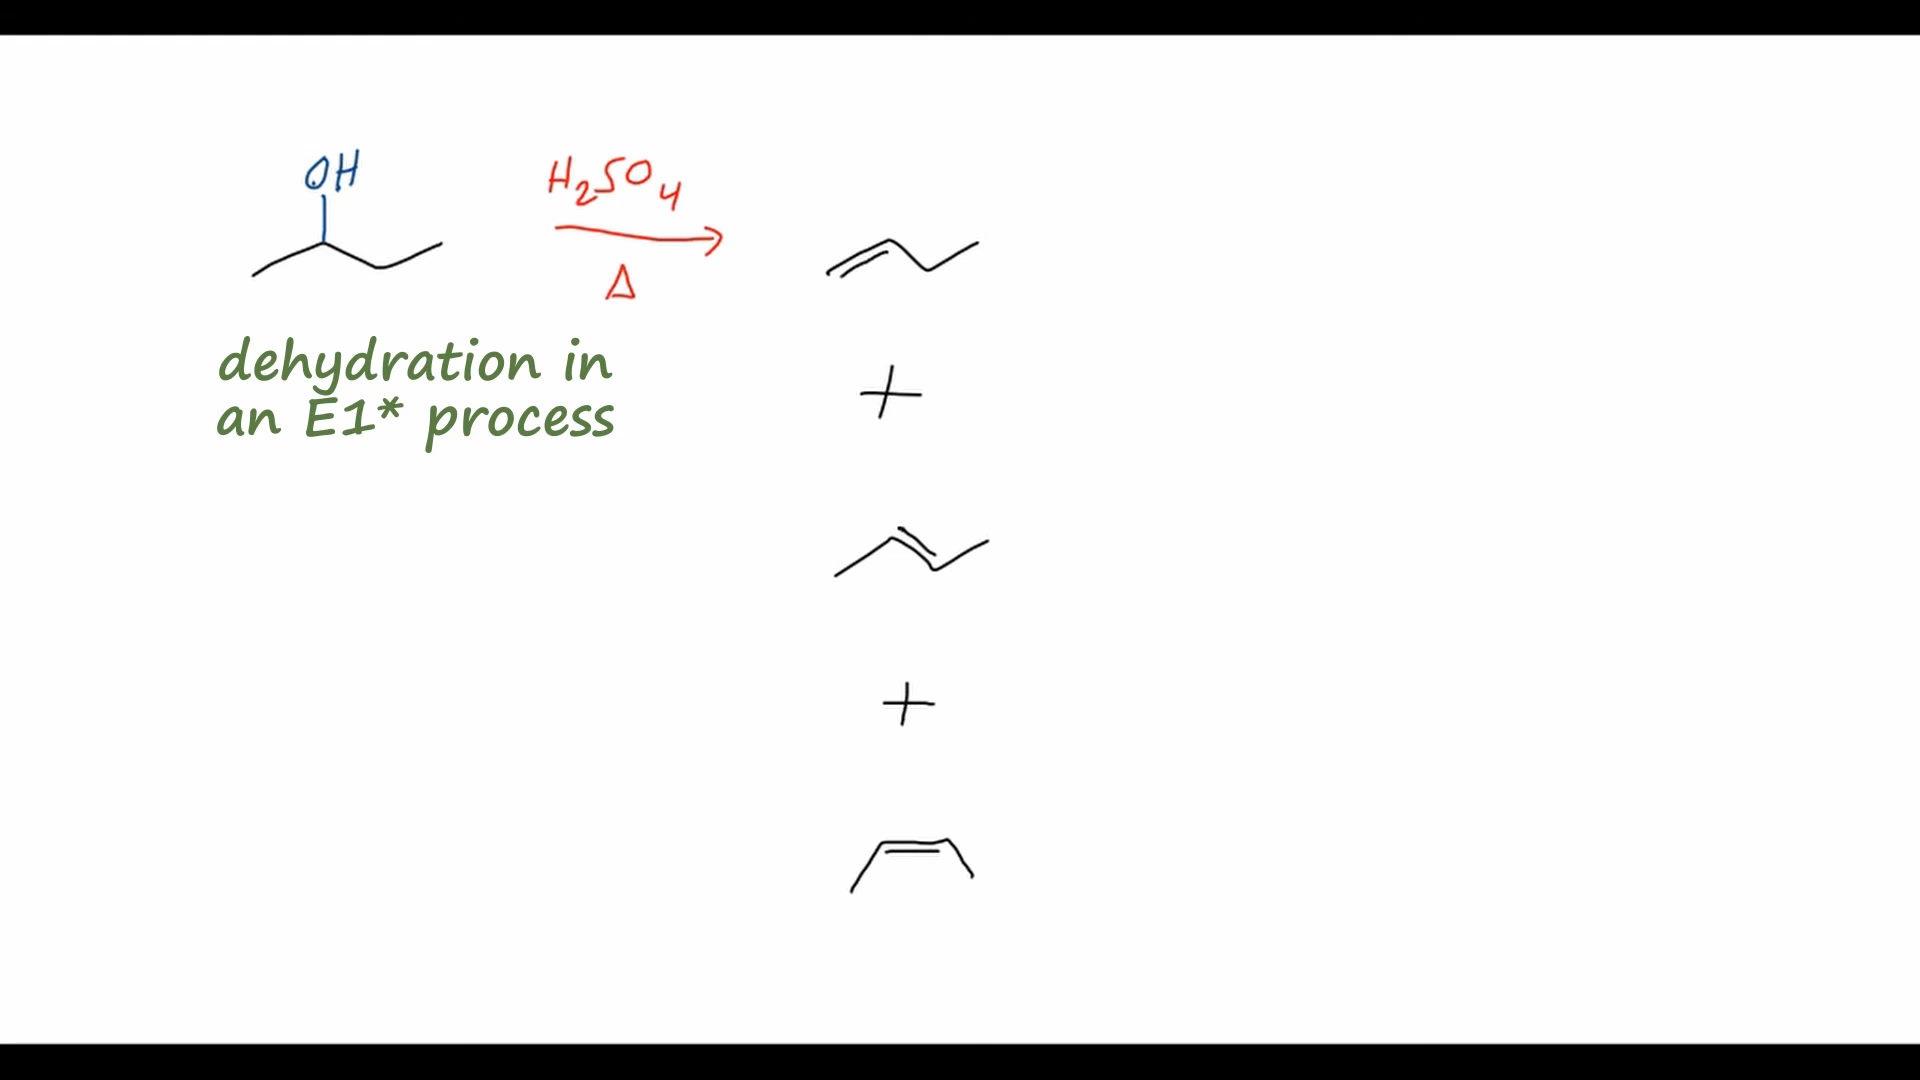 OH
H₂SO₄
Δ
+
dehydration in
an E1* process
+